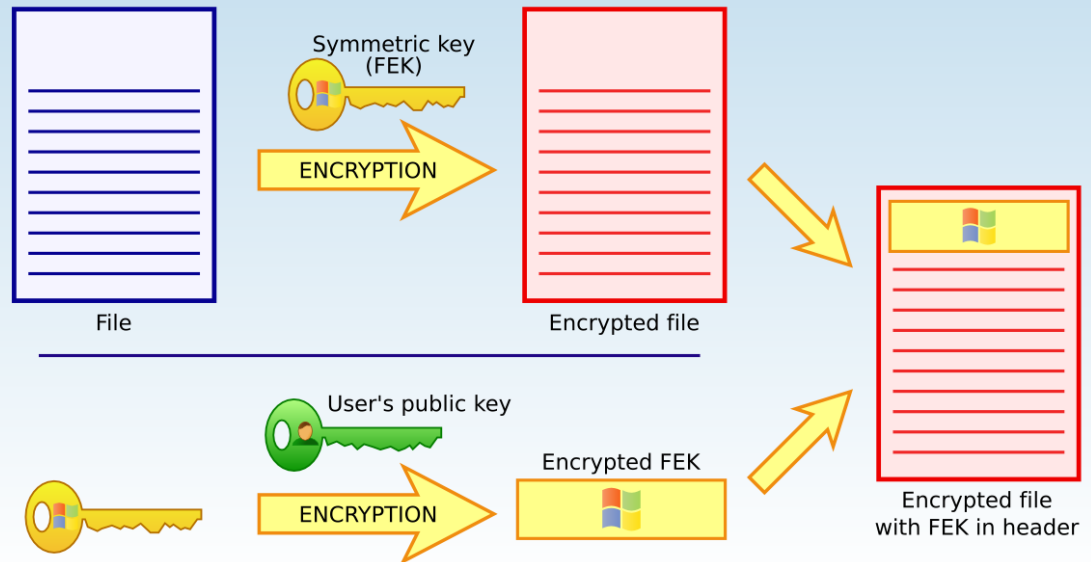 Symmetric key
(FEK)
ENCRYPTION
File
Encrypted file
User's public key
ENCRYPTION
Encrypted FEK
Encrypted file
with FEK in header